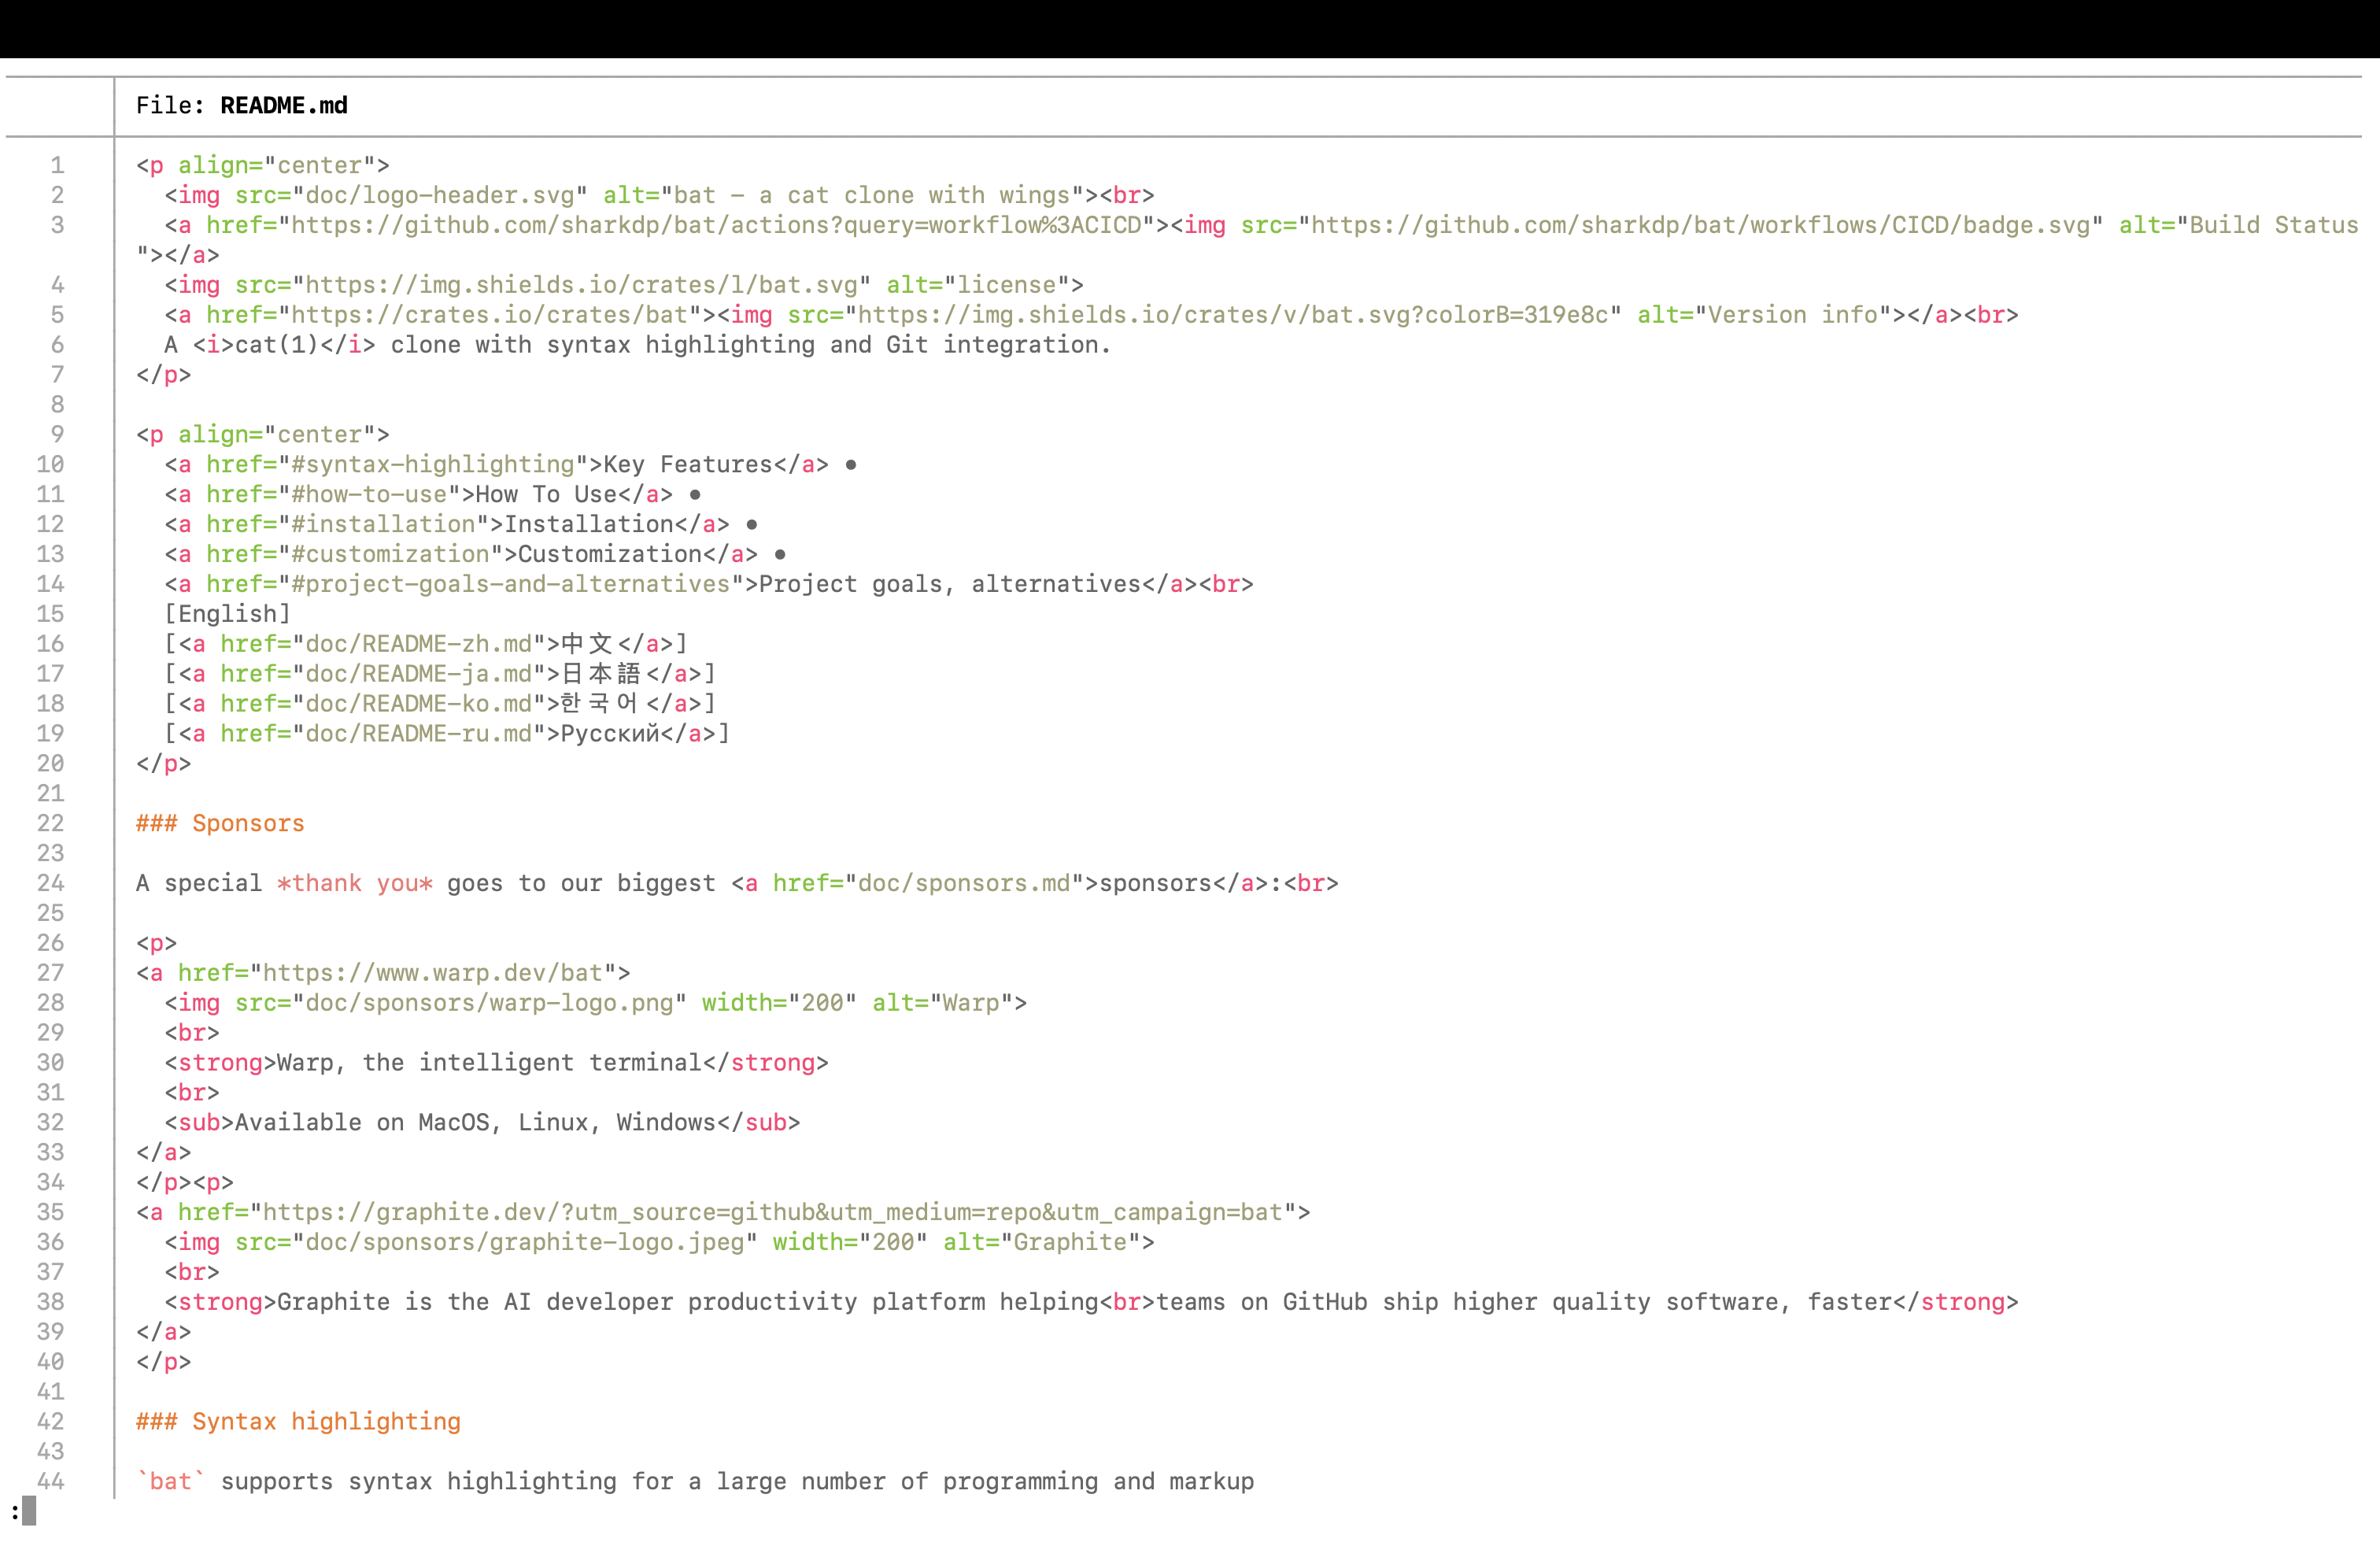 File: README.md
1 <p align="center">
2   <img src="doc/logo-header.svg" alt="bat - a cat clone with wings"><br>
3   <a href="https://github.com/sharkdp/bat/actions?query=workflow%3ACICD"><img src="https://github.com/sharkdp/bat/workflows/CICD/badge.svg" alt="Build Status
"></a>
4   <img src="https://img.shields.io/crates/l/bat.svg" alt="license">
5   <a href="https://crates.io/crates/bat"><img src="https://img.shields.io/crates/v/bat.svg?colorB=319e8c" alt="Version info"></a><br>
6   A <i>cat(1)</i> clone with syntax highlighting and Git integration.
7 </p>
8
9 <p align="center">
10   <a href="#syntax-highlighting">Key Features</a> •
11   <a href="#how-to-use">How To Use</a> •
12   <a href="#installation">Installation</a> •
13   <a href="#customization">Customization</a> •
14   <a href="#project-goals-and-alternatives">Project goals, alternatives</a><br>
15   [English]
16   [<a href="doc/README-zh.md">中文</a>]
17   [<a href="doc/README-ja.md">日本語</a>]
18   [<a href="doc/README-ko.md">한국어</a>]
19   [<a href="doc/README-ru.md">Русский</a>]
20 </p>
21
22 ### Sponsors
23
24 A special *thank you* goes to our biggest <a href="doc/sponsors.md">sponsors</a>:<br>
25
26 <p>
27 <a href="https://www.warp.dev/bat">
28   <img src="doc/sponsors/warp-logo.png" width="200" alt="Warp">
29   <br>
30   <strong>Warp, the intelligent terminal</strong>
31   <br>
32   <sub>Available on MacOS, Linux, Windows</sub>
33 </a>
34 </p><p>
35 <a href="https://graphite.dev/?utm_source=github&utm_medium=repo&utm_campaign=bat">
36   <img src="doc/sponsors/graphite-logo.jpeg" width="200" alt="Graphite">
37   <br>
38   <strong>Graphite is the AI developer productivity platform helping<br>teams on GitHub ship higher quality software, faster</strong>
39 </a>
40 </p>
41
42 ### Syntax highlighting
43
44 `bat` supports syntax highlighting for a large number of programming and markup
: